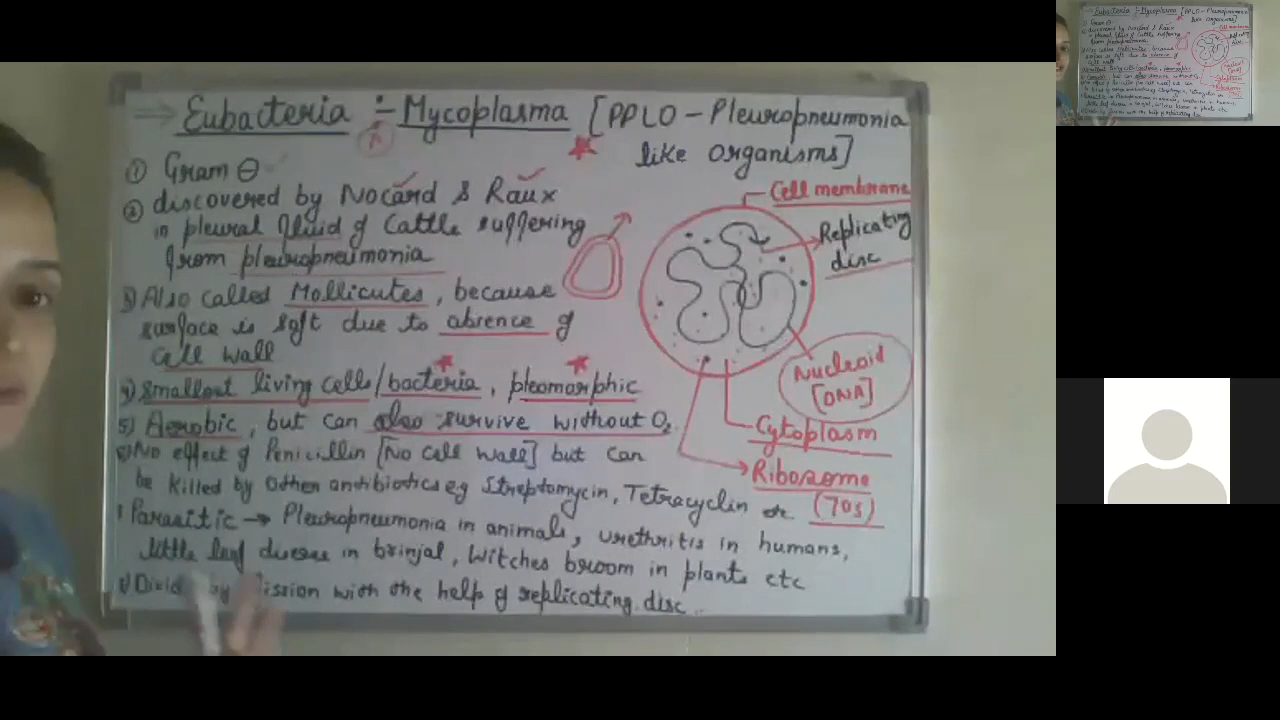 ⇒ Eubacteria :- Mycoplasma [PPLO - Pleuropneumonia
like organisms]
① Gram ⊖
② discovered by Nocard & Raux
in pleural fluid of Cattle suffering
from pleuropneumonia
3) Also called Mollicutes, because
surface is soft due to absence of
cell wall
4) Smallest living cells/bacteria, pleomorphic
5) Aerobic, but can also survive without O2.
6) No effect of Penicillin [No cell wall] but can
be killed by other antibiotics eg Streptomycin, Tetracyclin etc
Parasitic → Pleuropneumonia in animals, urethritis in humans,
little leaf disease in brinjal, Witches broom in plants etc
8) Divide by fission with the help of replicating disc.
Cell membrane
Replicating
disc
Nucleoid
[DNA]
Cytoplasm
Ribosome
(70s)